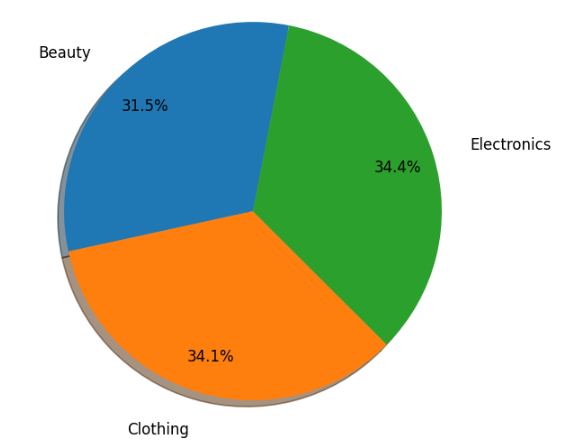 Beauty
31.5%
Electronics
34.4%
34.1%
Clothing